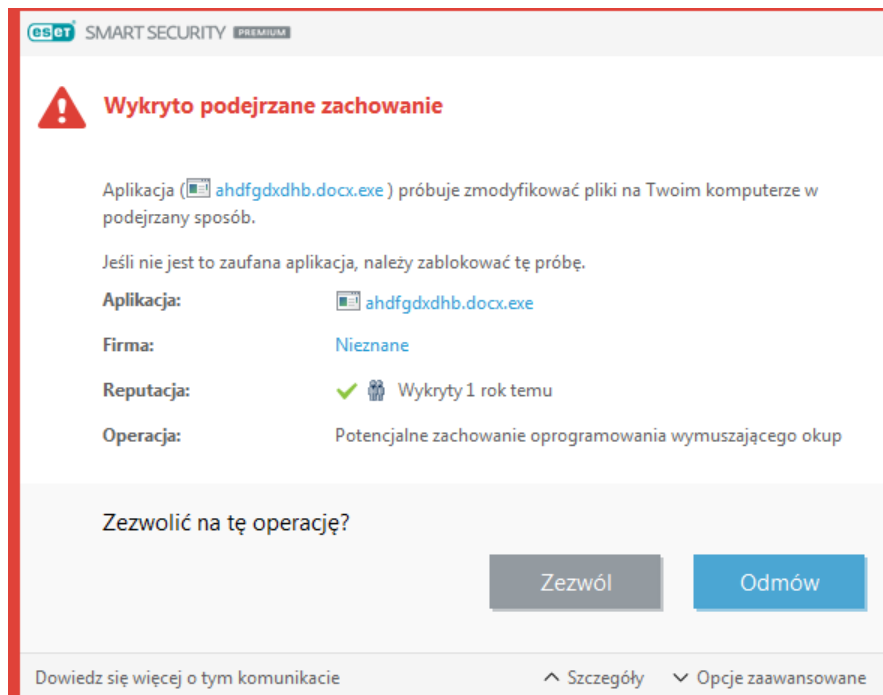 eseT SMART SECURITY PREMIUM
Wykryto podejrzane zachowanie
Aplikacja ( ahdfgdxdhb.docx.exe ) próbuje zmodyfikować pliki na Twoim komputerze w
podejrzany sposób.
Jeśli nie jest to zaufana aplikacja, należy zablokować tę próbę.
Aplikacja: ahdfgdxdhb.docx.exe
Firma: Nieznane
Reputacja: Wykryty 1 rok temu
Operacja: Potencjalne zachowanie oprogramowania wymuszającego okup
Zezwolić na tę operację?
Zezwól Odmów
Dowiedz się więcej o tym komunikacie Szczegóły Opcje zaawansowane